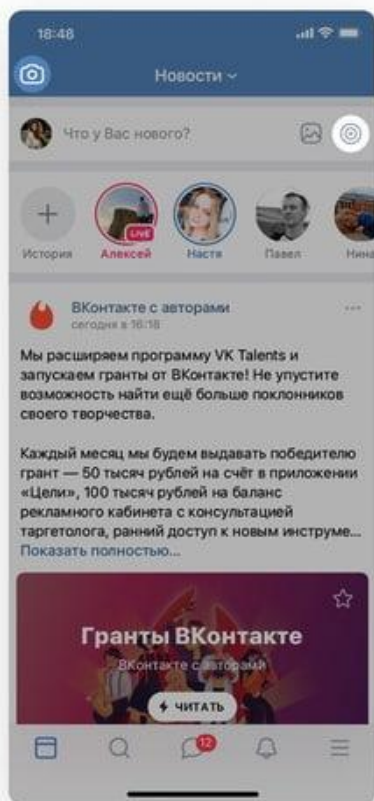 18:48
Новости
Что у Вас нового?
LIVE
История
Алексей
Настя
Павел
Нина
ВКонтакте с авторами
сегодня в 16:18
Мы расширяем программу VK Talents и
запускаем гранты от ВКонтакте! Не упустите
возможность найти ещё больше поклонников
своего творчества.
Каждый месяц мы будем выдавать победителю
грант — 50 тысяч рублей на счёт в приложении
«Цели», 100 тысяч рублей на баланс
рекламного кабинета с консультацией
таргетолога, ранний доступ к новым инструме...
Показать полностью...
Гранты ВКонтакте
ВКонтакте с авторами
ЧИТАТЬ
12